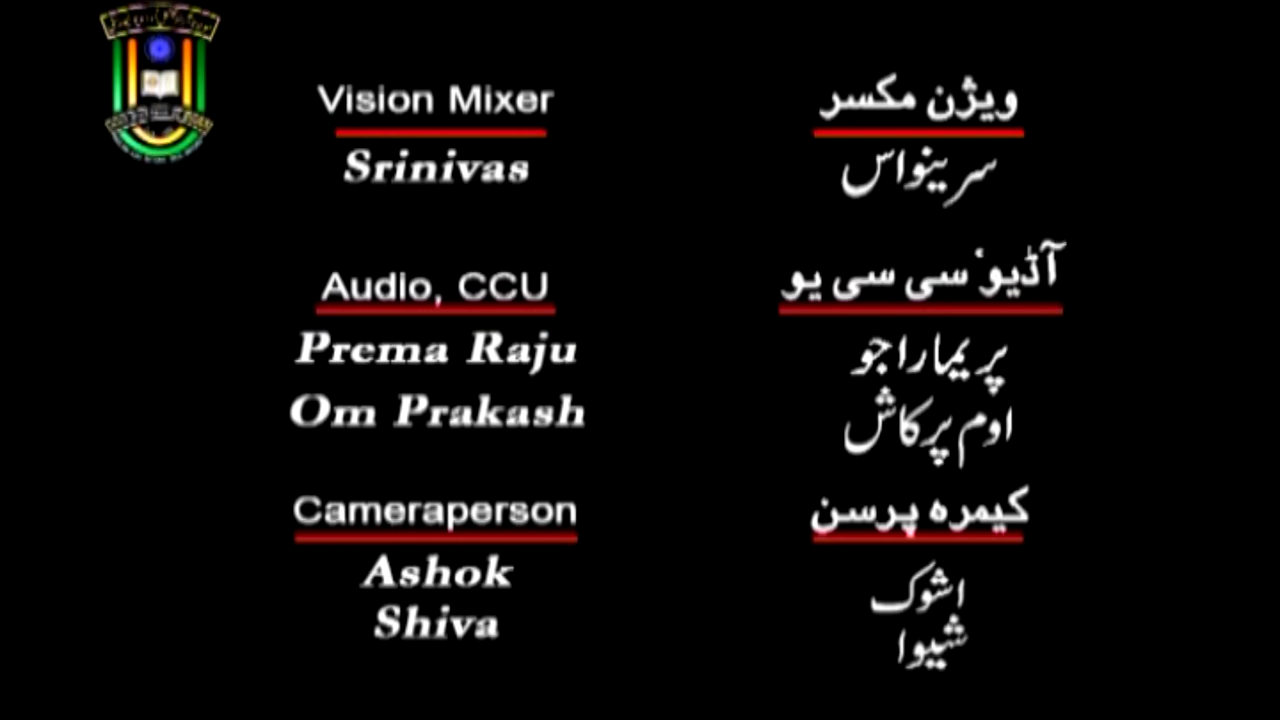 Vision Mixer
ویژن مکسر
Srinivas
سرینواس
Audio, CCU
آڈیو' سی سی یو
Prema Raju
پریماراجو
Om Prakash
اوم پرکاش
Cameraperson
کیمرہ پرسن
Ashok
اشوک
Shiva
شیوا